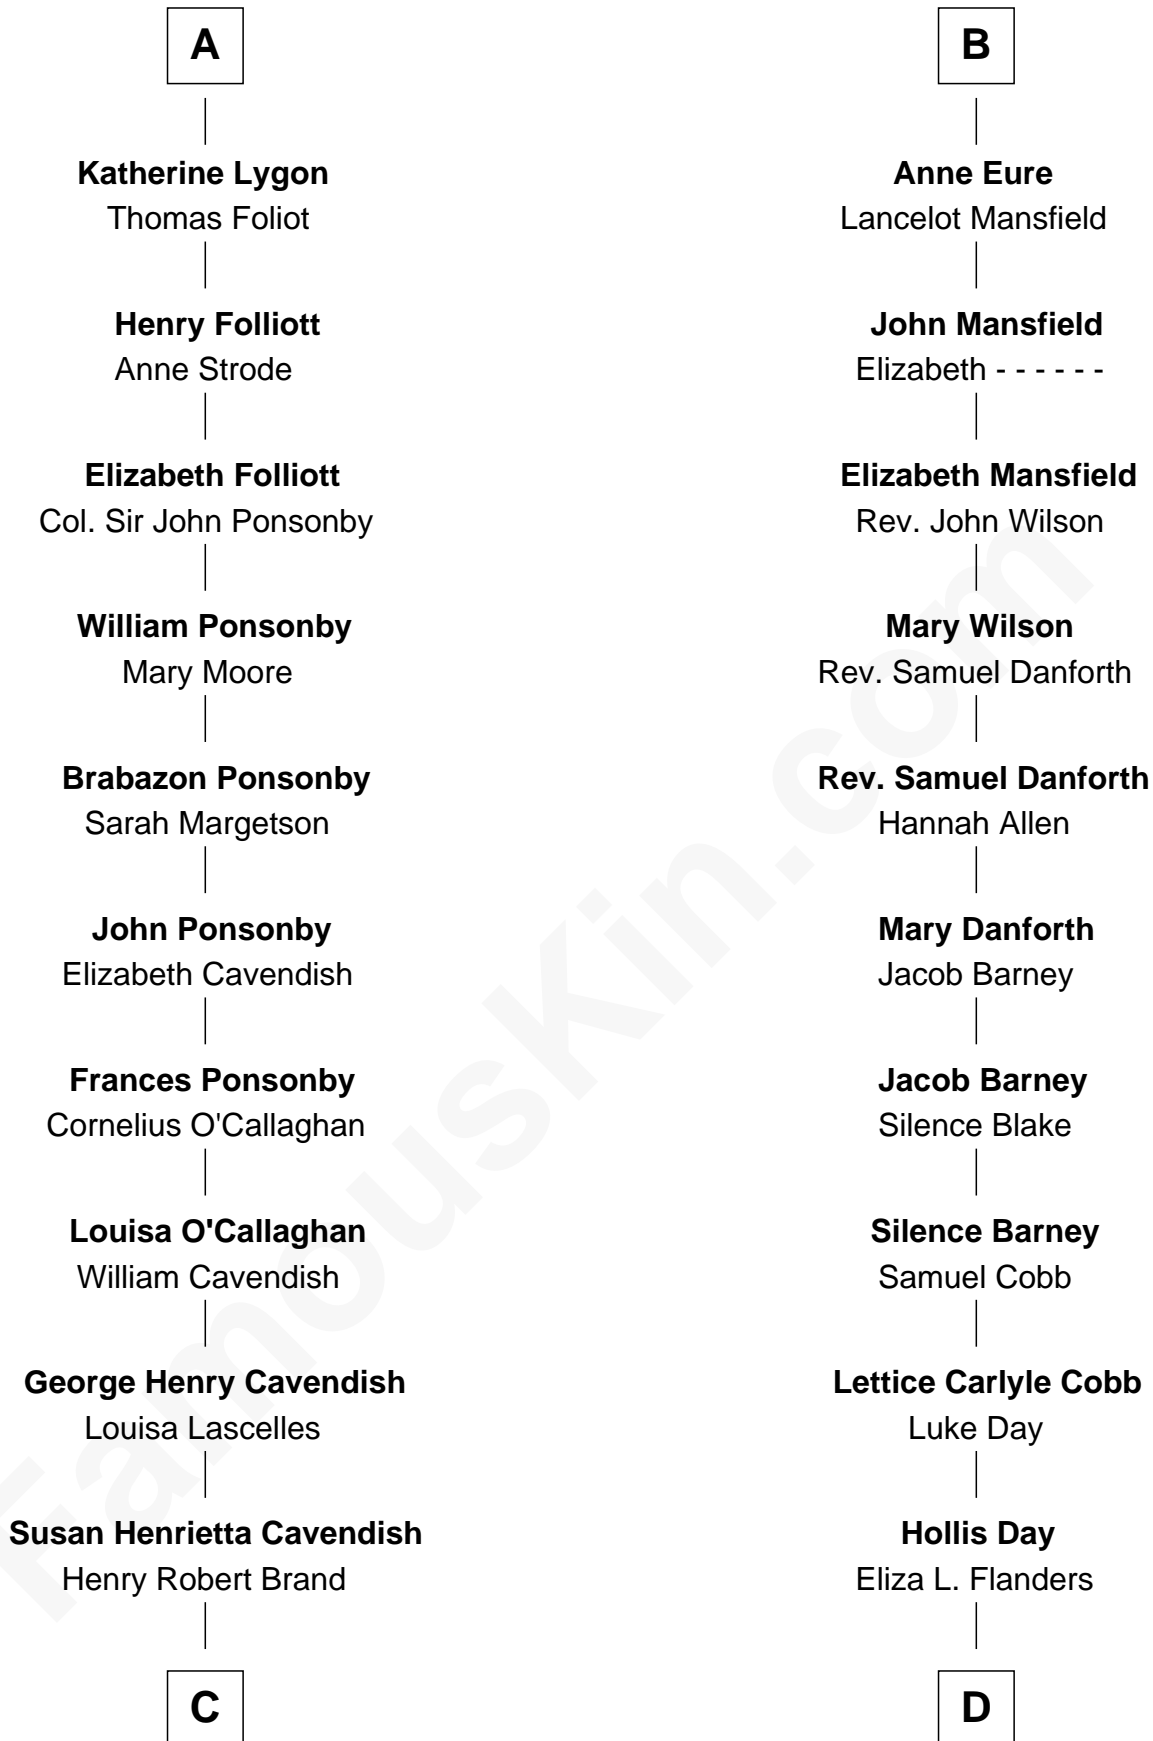 A
Katherine Lygon
Thomas Foliot
Henry Folliott
Anne Strode
Elizabeth Folliott
Col. Sir John Ponsonby
William Ponsonby
Mary Moore
Brabazon Ponsonby
Sarah Margetson
John Ponsonby
Elizabeth Cavendish
Frances Ponsonby
Cornelius O'Callaghan
Louisa O'Callaghan
William Cavendish
George Henry Cavendish
Louisa Lascelles
Susan Henrietta Cavendish
Henry Robert Brand
C
B
Anne Eure
Lancelot Mansfield
John Mansfield
Elizabeth - - - - - -
Elizabeth Mansfield
Rev. John Wilson
Mary Wilson
Rev. Samuel Danforth
Rev. Samuel Danforth
Hannah Allen
Mary Danforth
Jacob Barney
Jacob Barney
Silence Blake
Silence Barney
Samuel Cobb
Lettice Carlyle Cobb
Luke Day
Hollis Day
Eliza L. Flanders
D
FamousKin.com